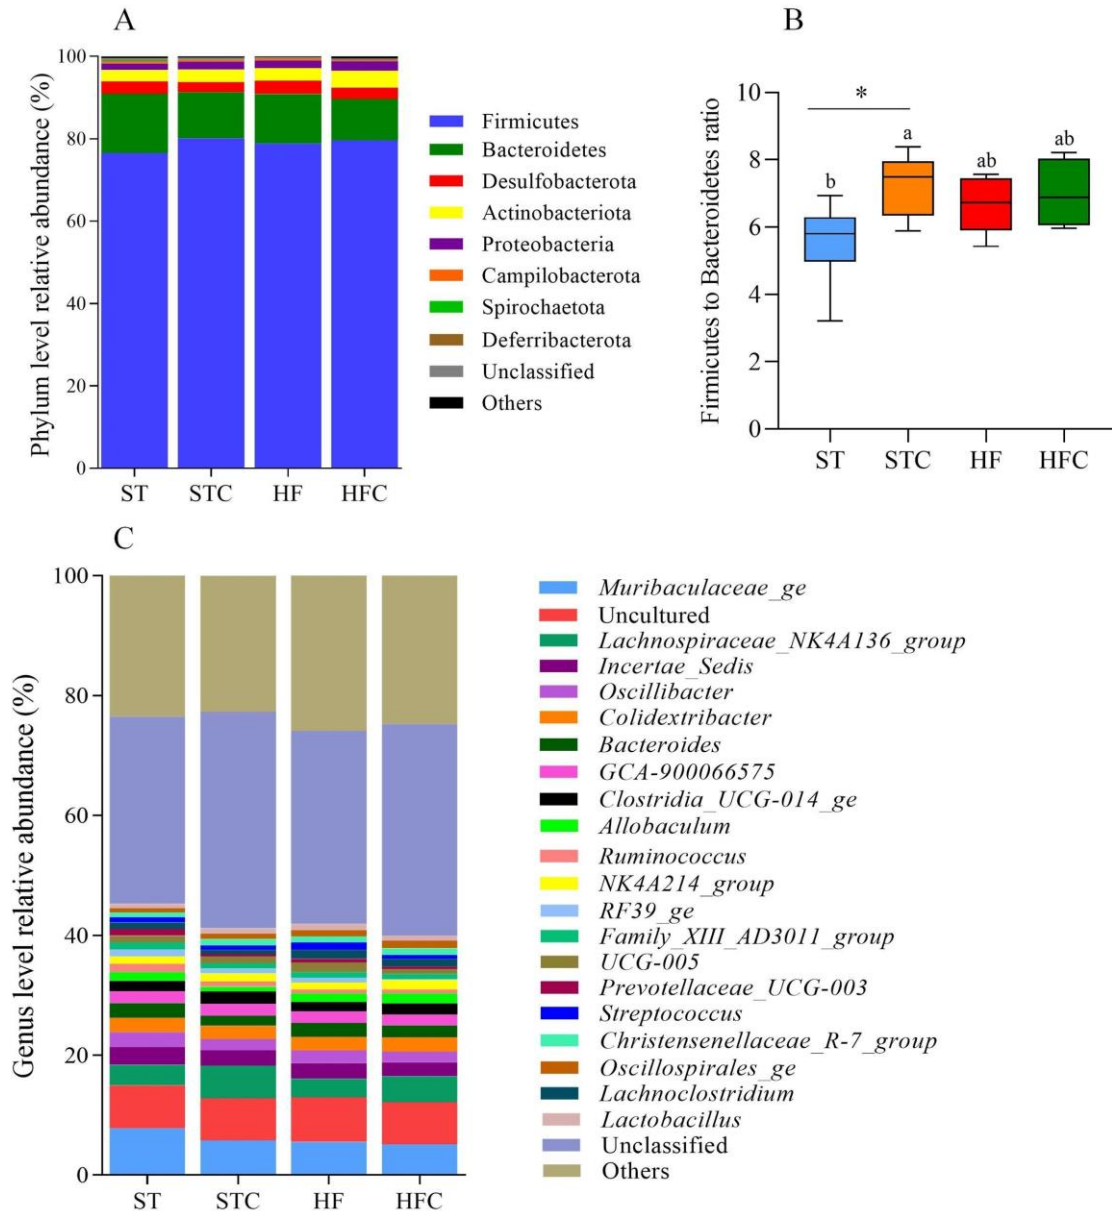 A
Phylum level relative abundance (%)
100
80
60
40
20
0
ST STC HF HFC
Firmicutes
Bacteroidetes
Desulfobacterota
Actinobacteriota
Proteobacteria
Campilobacterota
Spirochaetota
Deferribacterota
Unclassified
Others
B
Firmicutes to Bacteroidetes ratio
10
8
6
4
2
0
*
b a ab ab
ST STC HF HFC
C
Genus level relative abundance (%)
100
80
60
40
20
0
ST STC HF HFC
Muribaculaceae_ge
Uncultured
Lachnospiraceae_NK4A136_group
Incertae_Sedis
Oscillibacter
Colidextribacter
Bacteroides
GCA-900066575
Clostridia_UCG-014_ge
Allobaculum
Ruminococcus
NK4A214_group
RF39_ge
Family_XIII_AD3011_group
UCG-005
Prevotellaceae_UCG-003
Streptococcus
Christensenellaceae_R-7_group
Oscillospirales_ge
Lachnoclostridium
Lactobacillus
Unclassified
Others